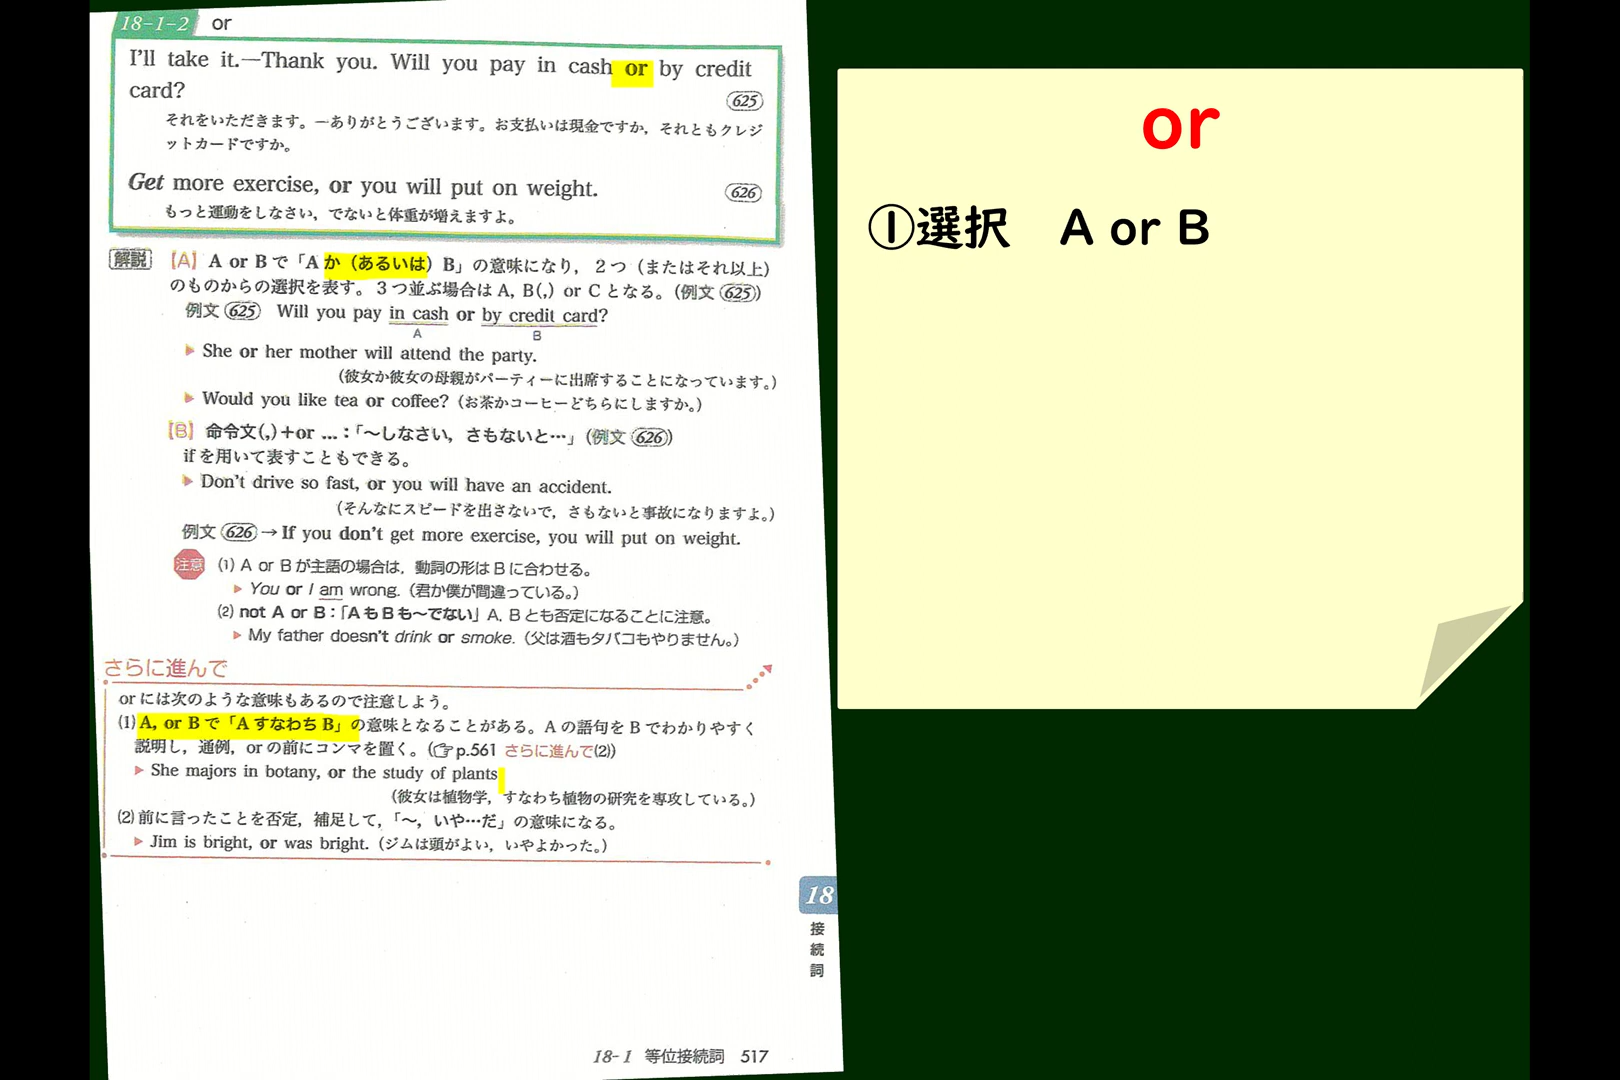 18-1-2 or
I'll take it.—Thank you. Will you pay in cash or by credit
card?
625
それをいただきます。—ありがとうございます。お支払いは現金ですか，それともクレジ
ットカードですか。
Get more exercise, or you will put on weight.
626
もっと運動をしなさい，でないと体重が増えますよ。
解説 【A】 A or B で「A か（あるいは）B」の意味になり，２つ（またはそれ以上）
のものからの選択を表す。３つ並ぶ場合は A, B(,) or C となる。（例文 625）
例文 625 Will you pay in cash or by credit card?
A B
She or her mother will attend the party.
（彼女か彼女の母親がパーティーに出席することになっています。）
Would you like tea or coffee?（お茶かコーヒーどちらにしますか。）
【B】 命令文(,)＋or …：「～しなさい，さもないと…」（例文 626）
if を用いて表すこともできる。
Don't drive so fast, or you will have an accident.
（そんなにスピードを出さないで，さもないと事故になりますよ。）
例文 626 → If you don't get more exercise, you will put on weight.
注意 (1) A or B が主語の場合は，動詞の形は B に合わせる。
You or I am wrong.（君か僕が間違っている。）
(2) not A or B：「A も B も～でない」A, B とも否定になることに注意。
My father doesn't drink or smoke.（父は酒もタバコもやりません。）
さらに進んで
or には次のような意味もあるので注意しよう。
(1) A, or B で「A すなわち B」の意味となることがある。A の語句を B でわかりやすく
説明し，通例，or の前にコンマを置く。（☞ p.561 さらに進んで(2)）
She majors in botany, or the study of plants
（彼女は植物学，すなわち植物の研究を専攻している。）
(2) 前に言ったことを否定，補足して，「～，いや…だ」の意味になる。
Jim is bright, or was bright.（ジムは頭がよい，いやよかった。）
18
接
続
詞
18-1 等位接続詞 517
or
①選択 A or B